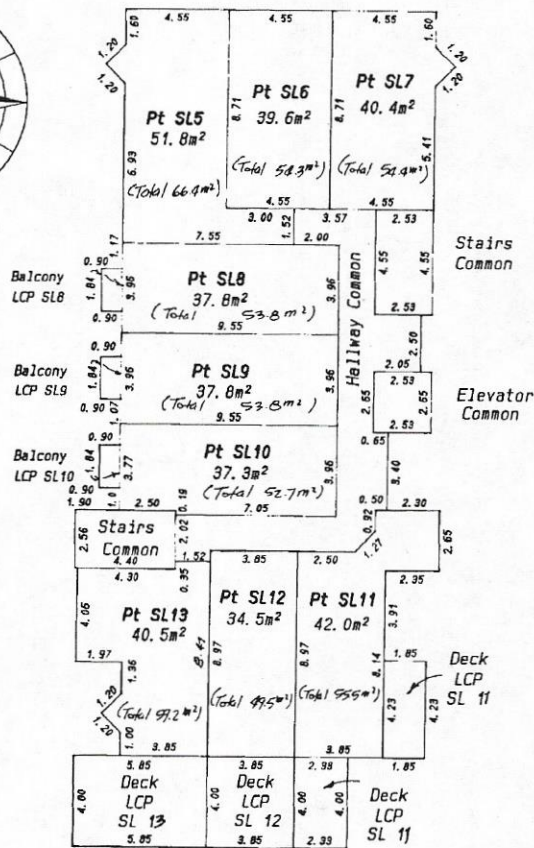 4.55
4.55
4.55
1.60
1.60
1.20
1.20
1.20
1.20
Pt SL5
51.8m²
Pt SL6
39.6m²
Pt SL7
40.4m²
8.71
8.71
6.93
5.41
(Total 66.4m²)
(Total 54.3m²)
(Total 54.4m²)
4.55
4.55
3.00
1.52
3.57
2.53
1.17
7.55
2.00
Stairs
Common
4.55
4.55
2.53
Balcony
LCP SL8
0.90
1.84
3.96
0.90
Pt SL8
37.8m²
(Total 53.8m²)
3.96
9.55
Hallway Common
2.50
2.05
Balcony
LCP SL9
0.90
1.84
3.96
0.90
1.07
Pt SL9
37.8m²
(Total 53.8m²)
3.96
9.55
2.53
2.65
2.65
2.53
Elevator
Common
0.65
Balcony
LCP SL10
0.90
1.84
3.77
0.90
1.0
Pt SL10
37.3m²
(Total 52.7m²)
3.96
7.05
3.40
1.90
2.50
0.19
0.50
2.30
Stairs
Common
2.56
2.02
4.40
1.52
0.92
1.27
2.65
4.30
0.35
3.85
2.50
2.35
4.06
Pt SL13
40.5m²
Pt SL12
34.5m²
Pt SL11
42.0m²
3.91
1.97
1.36
8.97
8.97
8.14
1.85
1.20
1.20
1.00
(Total 49.5m²)
4.23
4.23
Deck
LCP
SL 11
3.85
3.85
1.85
5.85
3.85
2.38
4.00
Deck
LCP
SL 13
4.00
Deck
LCP
SL 12
4.00
4.00
Deck
LCP
SL 11
5.85
3.85